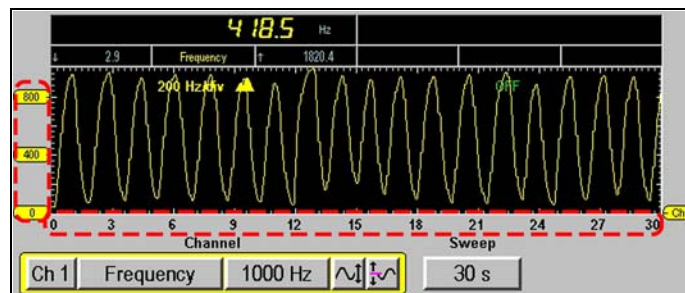 418.5 Hz
↓ 2.9 Frequency ↑ 1820.4
200 Hz/div OFF
800
400
0 Ch
0 3 6 9 12 15 18 21 24 27 30
Channel Sweep
Ch 1 Frequency 1000 Hz 30 s